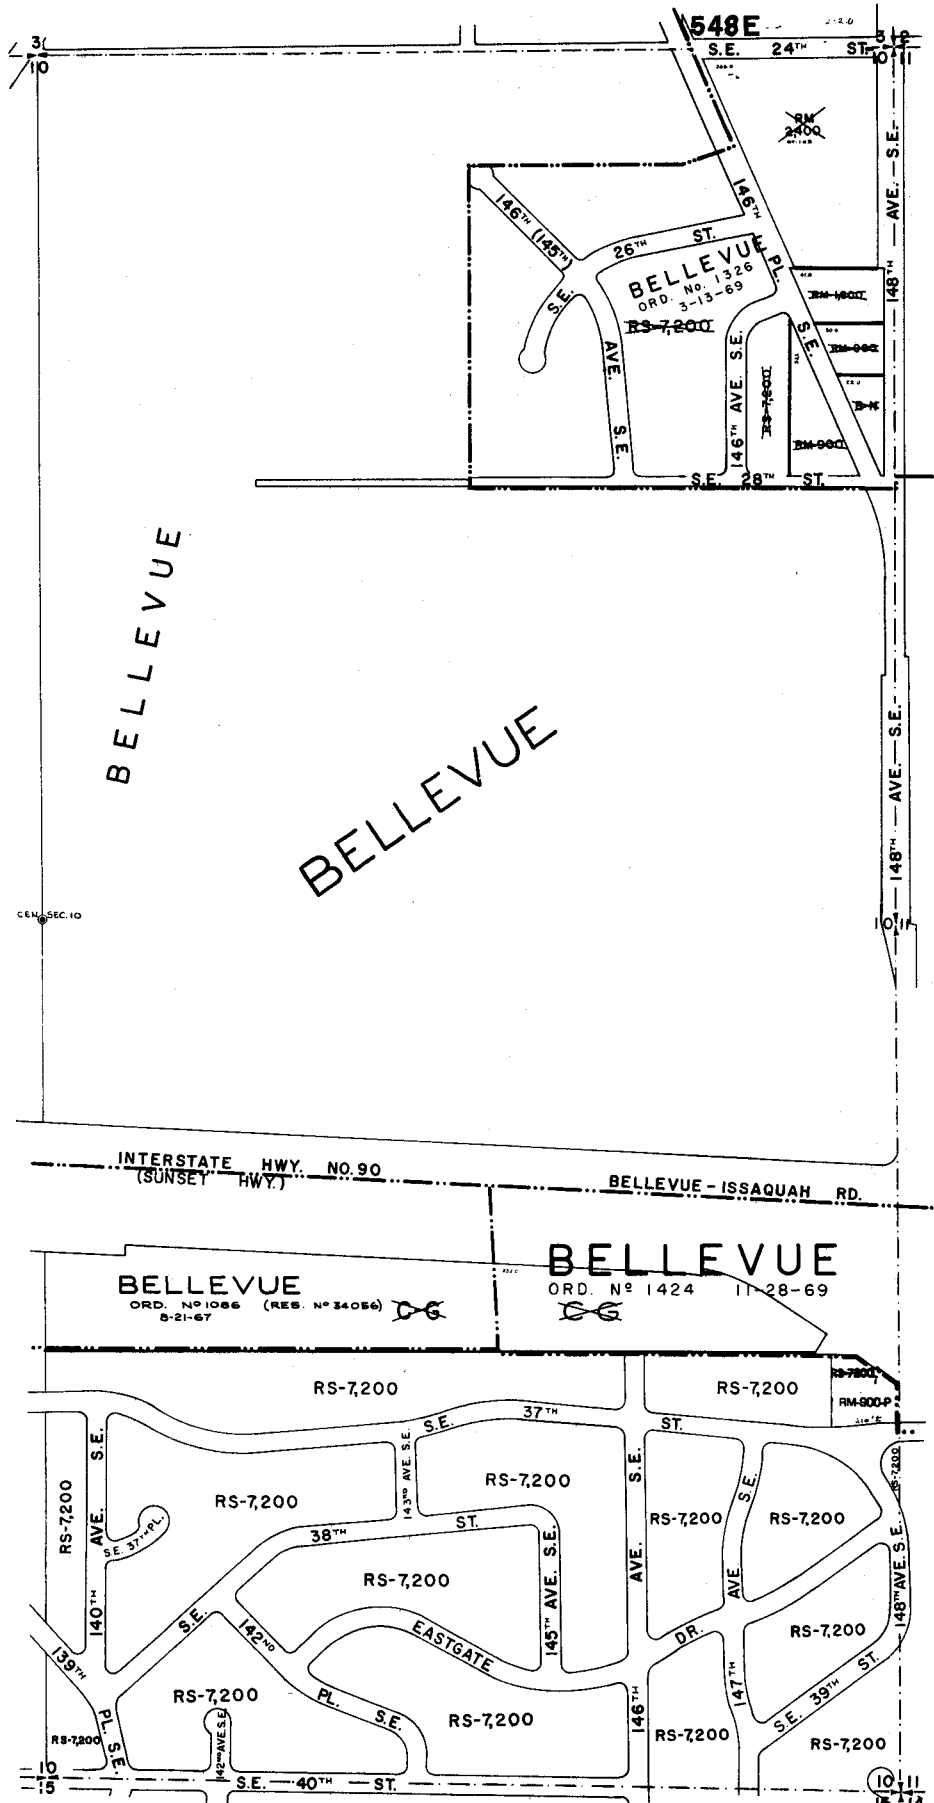 548E
3 2
10 11
S.E. 24TH ST.
3
10
RM
2,400
146TH (145TH)
S.E.
AVE.
S.E.
26TH ST.
146TH PL. S.E.
148TH AVE. S.E.
BELLEVUE
ORD. No. 1326
3-13-69
RS-7,200
RM-1,800
RM-900
B-N
RM-900
RS-7,200
146TH AVE. S.E.
S.E. 28TH ST.
BELLEVUE
BELLEVUE
148TH AVE. S.E.
CEN. SEC. 10
10 11
INTERSTATE HWY. NO. 90
(SUNSET HWY.)
BELLEVUE - ISSAQUAH RD.
BELLEVUE
ORD. Nº 1086 (RES. Nº 34056)
8-21-67
C-G
BELLEVUE
ORD. Nº 1424 11-28-69
C-G
RS-7,200
RS-7,200
RS-7200
RM-900-P
S.E. 37TH ST.
140TH AVE. S.E.
RS-7,200
RS-7,200
143RD AVE. S.E.
RS-7,200
146TH AVE. S.E.
RS-7,200
RS-7,200
RS-7,200
S.E. 37TH PL.
S.E. 38TH ST.
145TH AVE. S.E.
RS-7,200
147TH AVE. S.E.
148TH AVE. S.E.
EASTGATE DR.
RS-7,200
139TH PL. S.E.
142ND PL. S.E.
RS-7,200
142ND AVE. S.E.
RS-7,200
RS-7,200
S.E. 39TH ST.
RS-7,200
RS-7,200
10
15
S.E. 40TH ST.
10 11